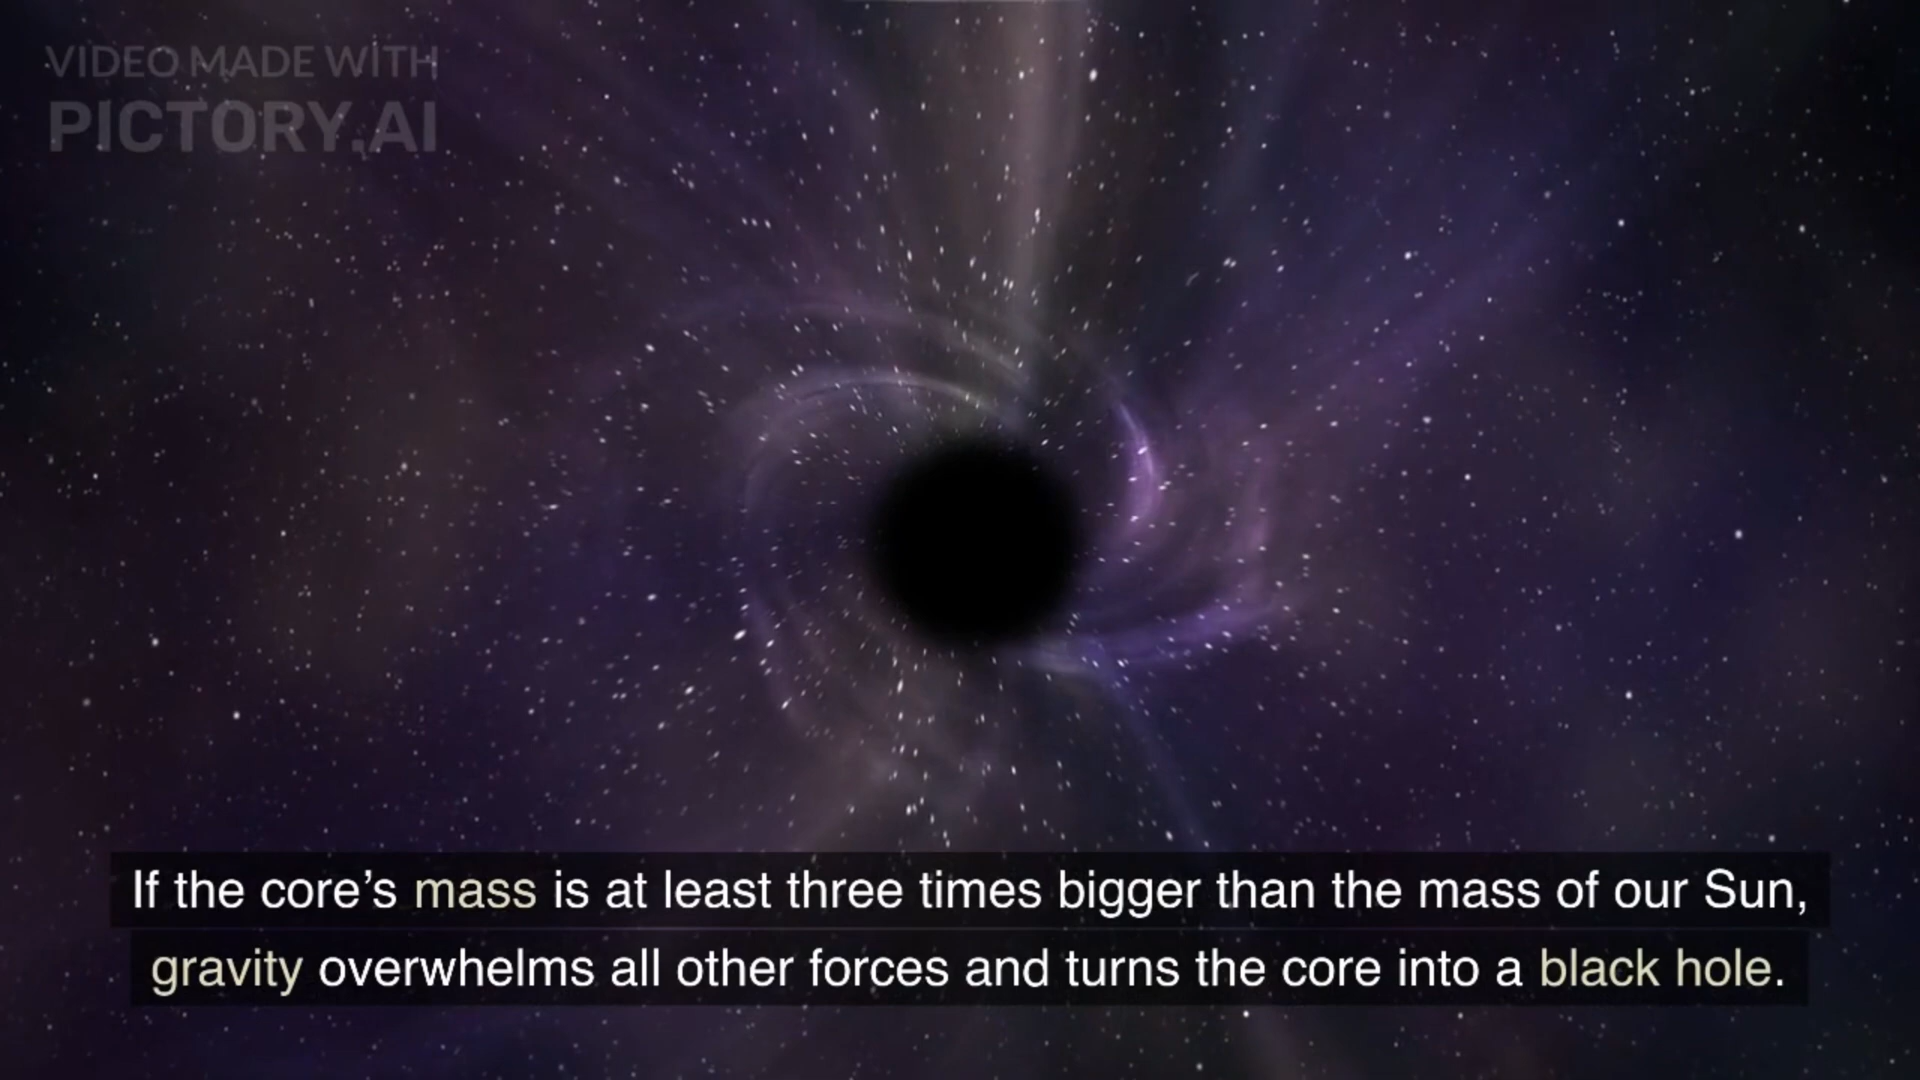 VIDEO MADE WITH
PICTORY.AI
If the core’s mass is at least three times bigger than the mass of our Sun,
gravity overwhelms all other forces and turns the core into a black hole.